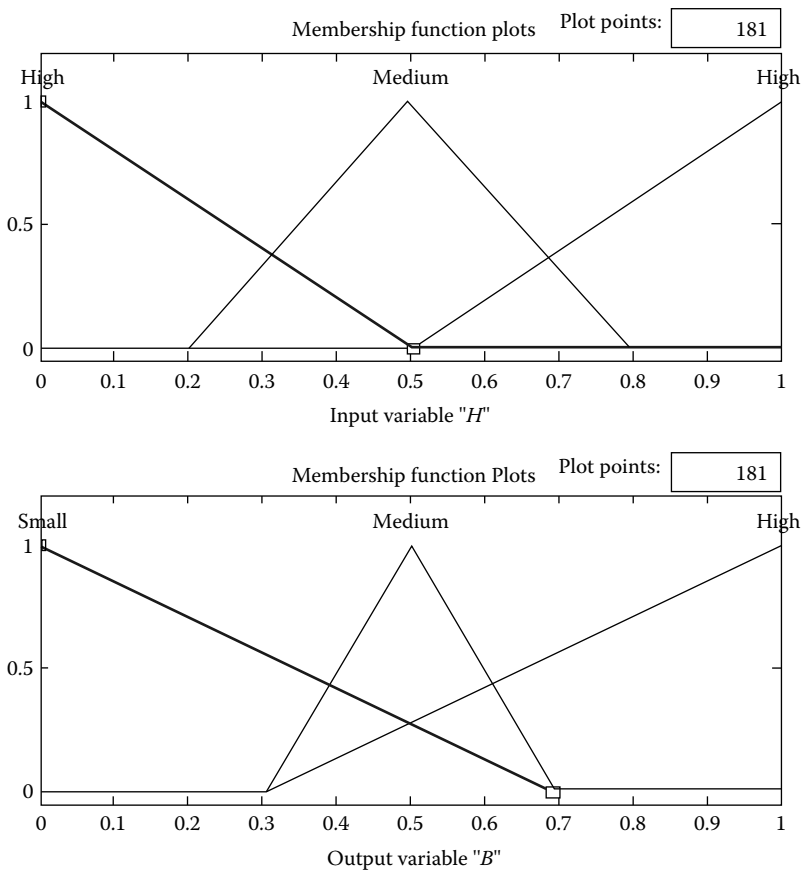 Membership function plots Plot points: 181
High Medium High
1
0.5
0
0 0.1 0.2 0.3 0.4 0.5 0.6 0.7 0.8 0.9 1
Input variable "H"
Membership function Plots Plot points: 181
Small Medium High
1
0.5
0
0 0.1 0.2 0.3 0.4 0.5 0.6 0.7 0.8 0.9 1
Output variable "B"